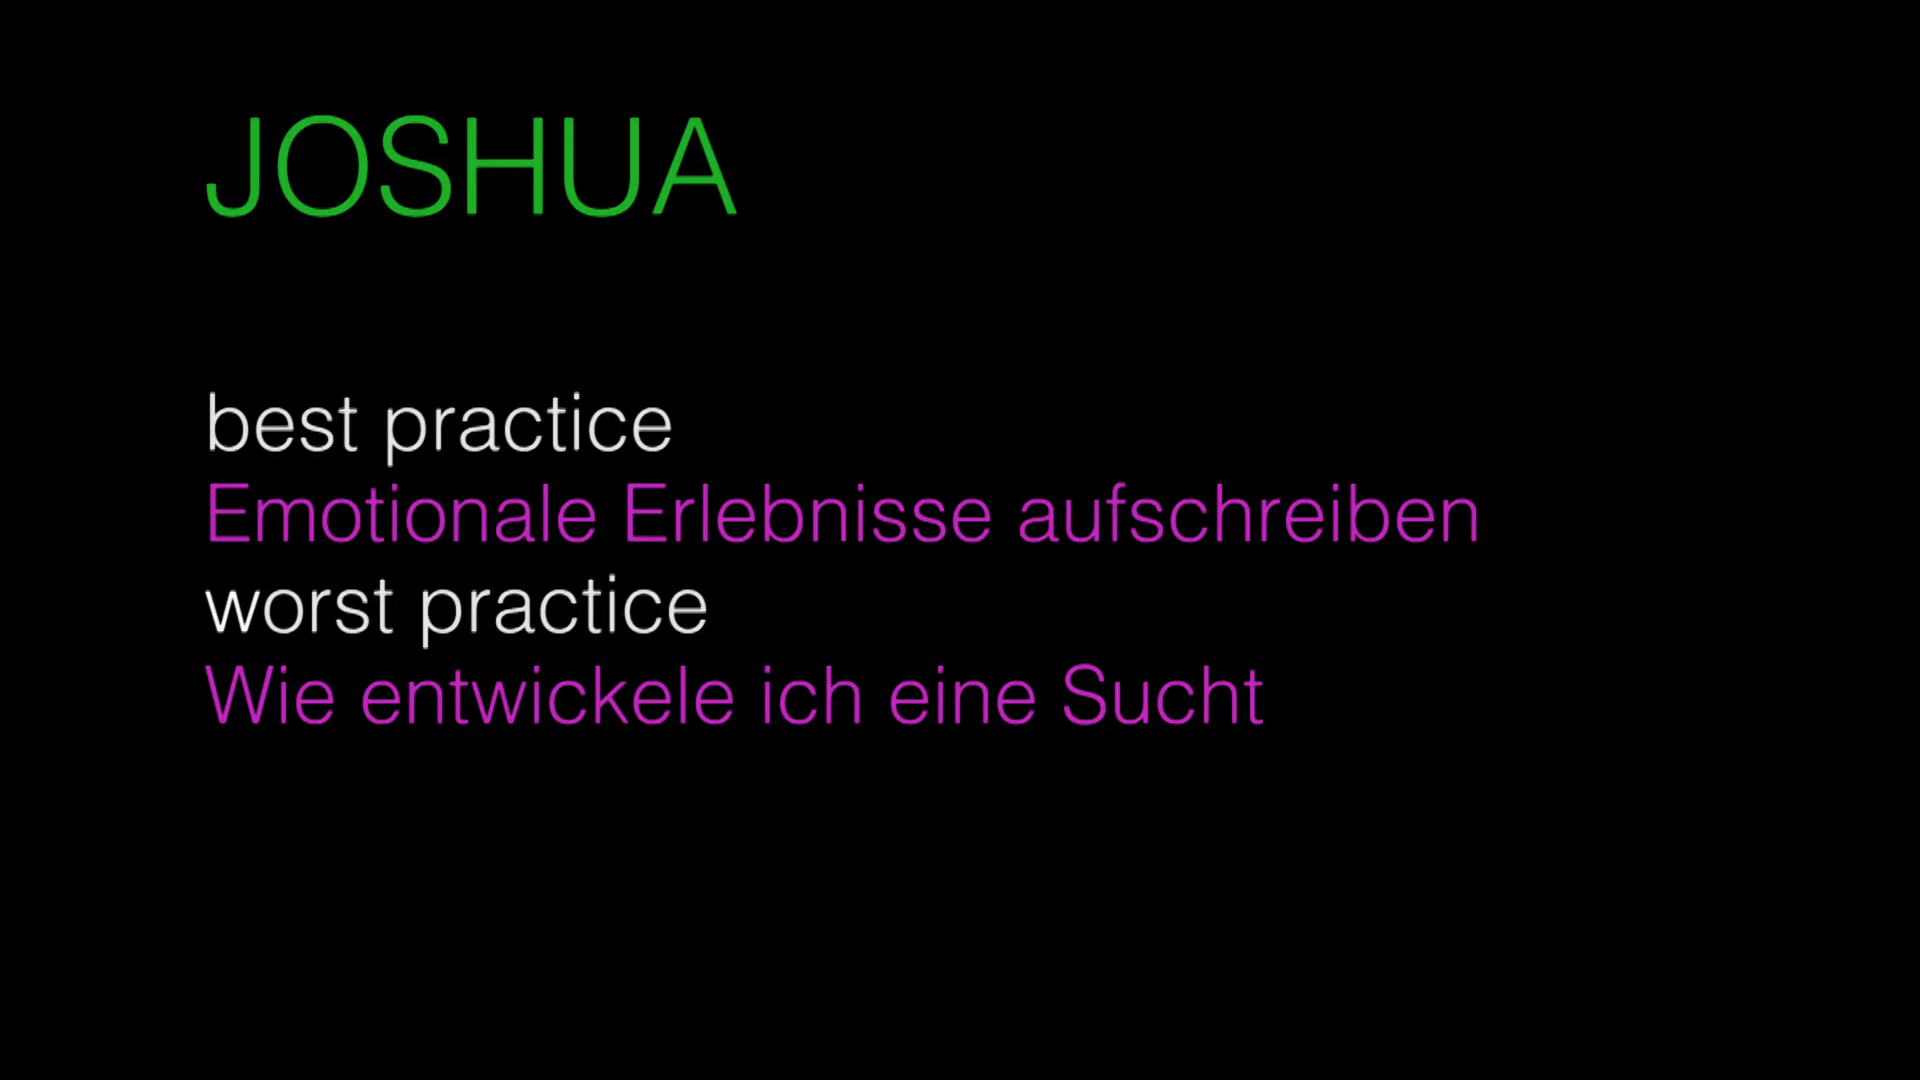 JOSHUA
best practice
Emotionale Erlebnisse aufschreiben
worst practice
Wie entwickele ich eine Sucht